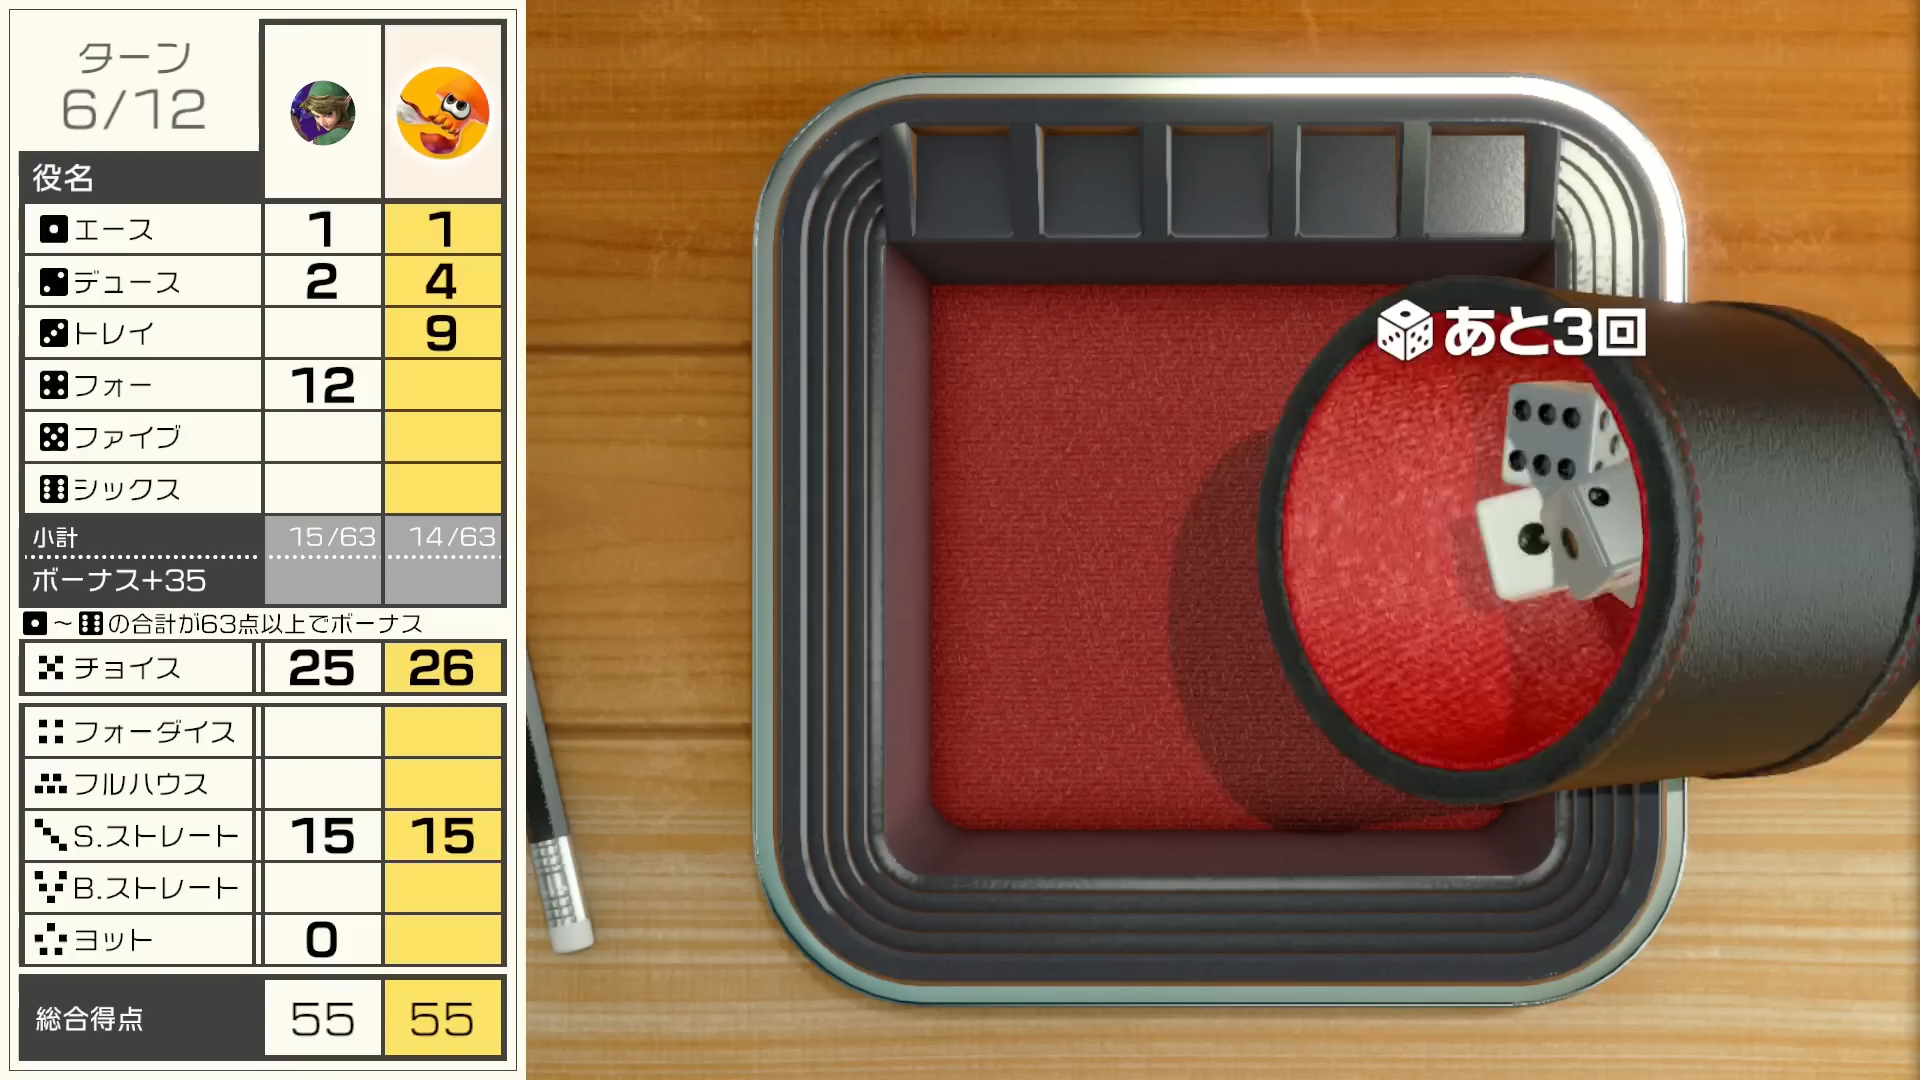 ターン
6/12
役名
エース 1 1
デュース 2 4
トレイ 9
フォー 12
ファイブ
シックス
小計 15/63 14/63
ボーナス+35
~の合計が63点以上でボーナス
チョイス 25 26
フォーダイス
フルハウス
S.ストレート 15 15
B.ストレート
ヨット 0
総合得点 55 55
あと3回